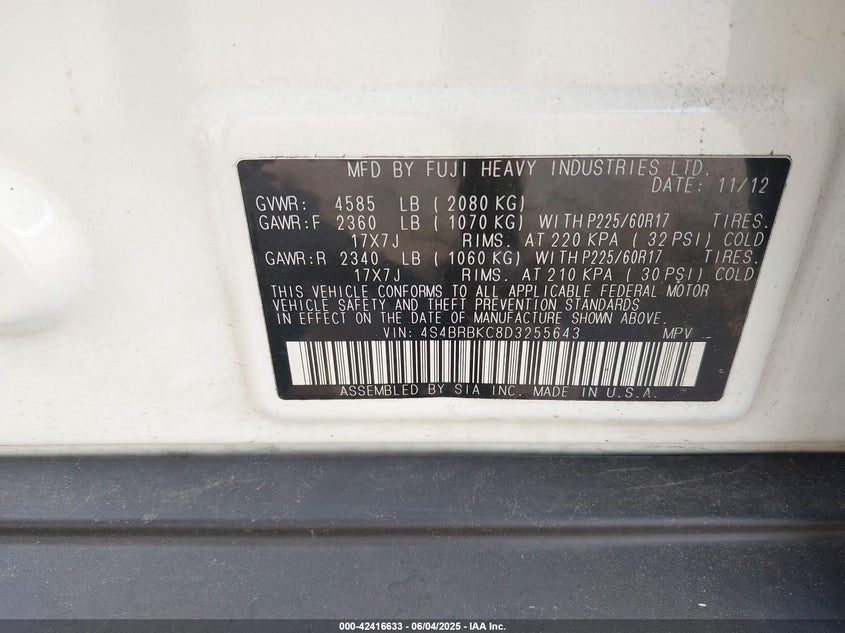 MFD BY FUJI HEAVY INDUSTRIES LTD.
DATE: 11/12
GVWR: 4585 LB ( 2080 KG)
GAWR:F 2360 LB ( 1070 KG) WITH P225/60R17 TIRES.
17X7J RIMS. AT 220 KPA ( 32 PSI) COLD
GAWR:R 2340 LB ( 1060 KG) WITH P225/60R17 TIRES.
17X7J RIMS. AT 210 KPA ( 30 PSI) COLD
THIS VEHICLE CONFORMS TO ALL APPLICABLE FEDERAL MOTOR
VEHICLE SAFETY AND THEFT PREVENTION STANDARDS
IN EFFECT ON THE DATE OF MANUFACTURE SHOWN ABOVE.
VIN: 4S4BRBKC8D3255643 MPV
ASSEMBLED BY SIA INC. MADE IN U.S.A.
000-42416633 - 06/04/2025 - IAA Inc.